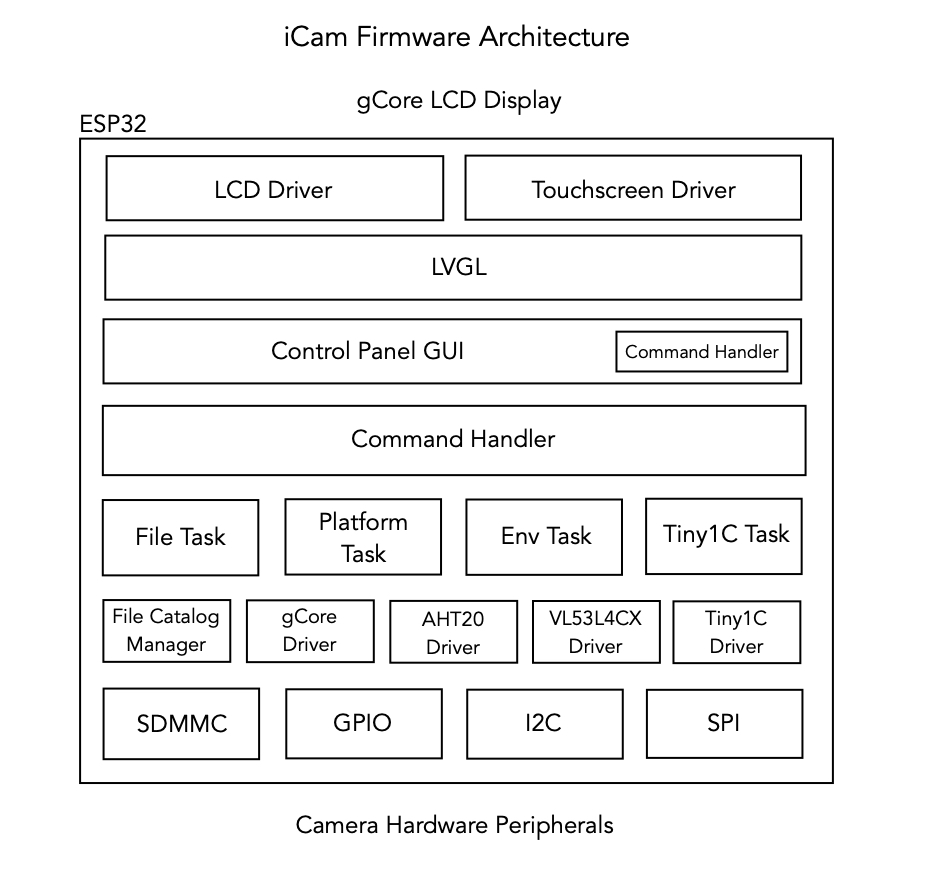 iCam Firmware Architecture
gCore LCD Display
ESP32
LCD Driver
Touchscreen Driver
LVGL
Control Panel GUI
Command Handler
Command Handler
File Task
Platform
Task
Env Task
Tiny1C Task
File Catalog
Manager
gCore
Driver
AHT20
Driver
VL53L4CX
Driver
Tiny1C
Driver
SDMMC
GPIO
I2C
SPI
Camera Hardware Peripherals